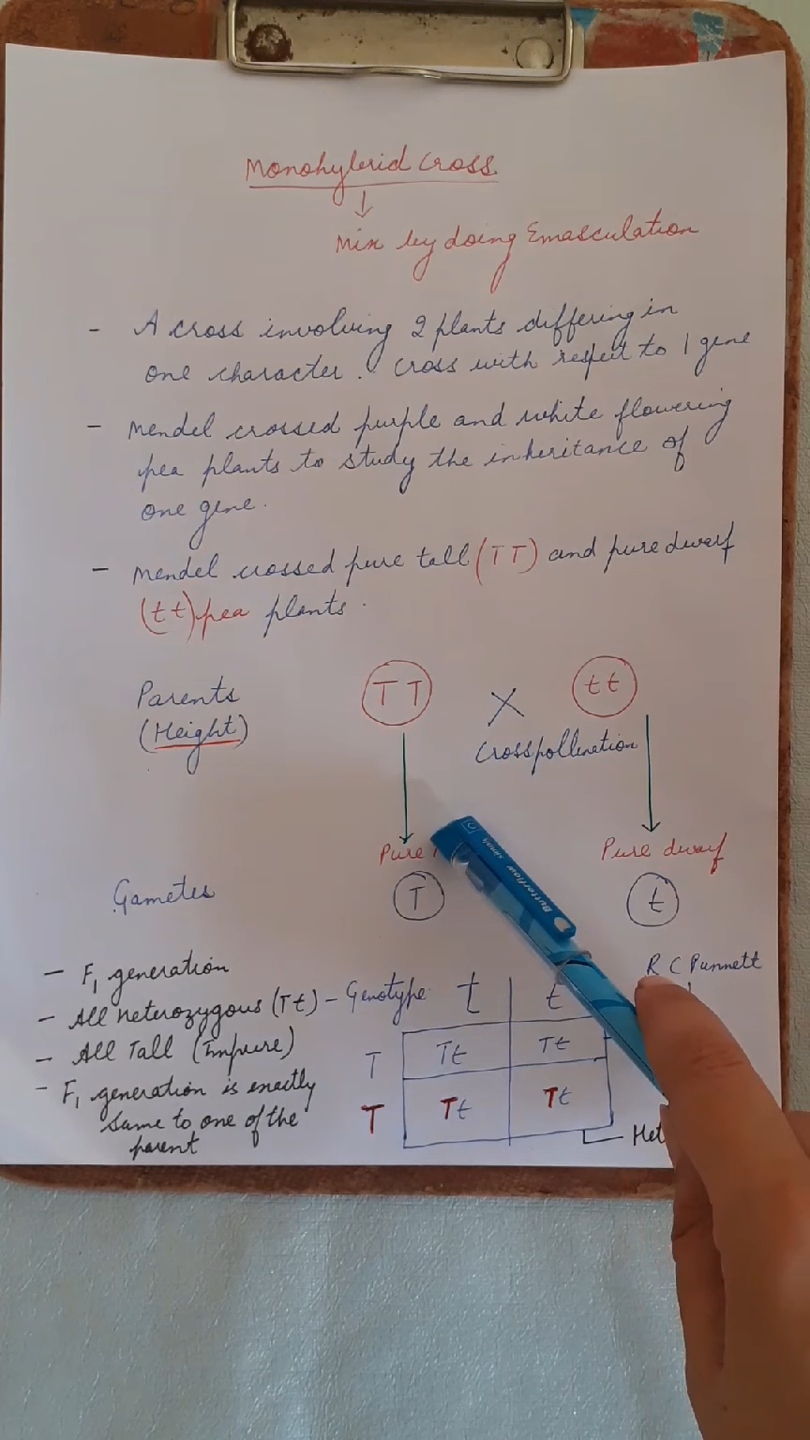 Monohybrid Cross
Mix by doing Emasculation
- A cross involving 2 plants differing in
one character. Cross with respect to 1 gene
- Mendel crossed purple and white flowering
pea plants to study the inheritance of
one gene.
- Mendel crossed pure tall (TT) and pure dwarf
(tt) pea plants.
Parents
(Height)
TT × tt
Crosspollination
Pure
Pure dwarf
Gametes
T
t
Butterflow
R C Punnett
- F1 generation
- All heterozygous (Tt) - Genotype
- All Tall (Impure)
- F1 generation is exactly
same to one of the
parent
t t
T Tt Tt
T Tt Tt
Het